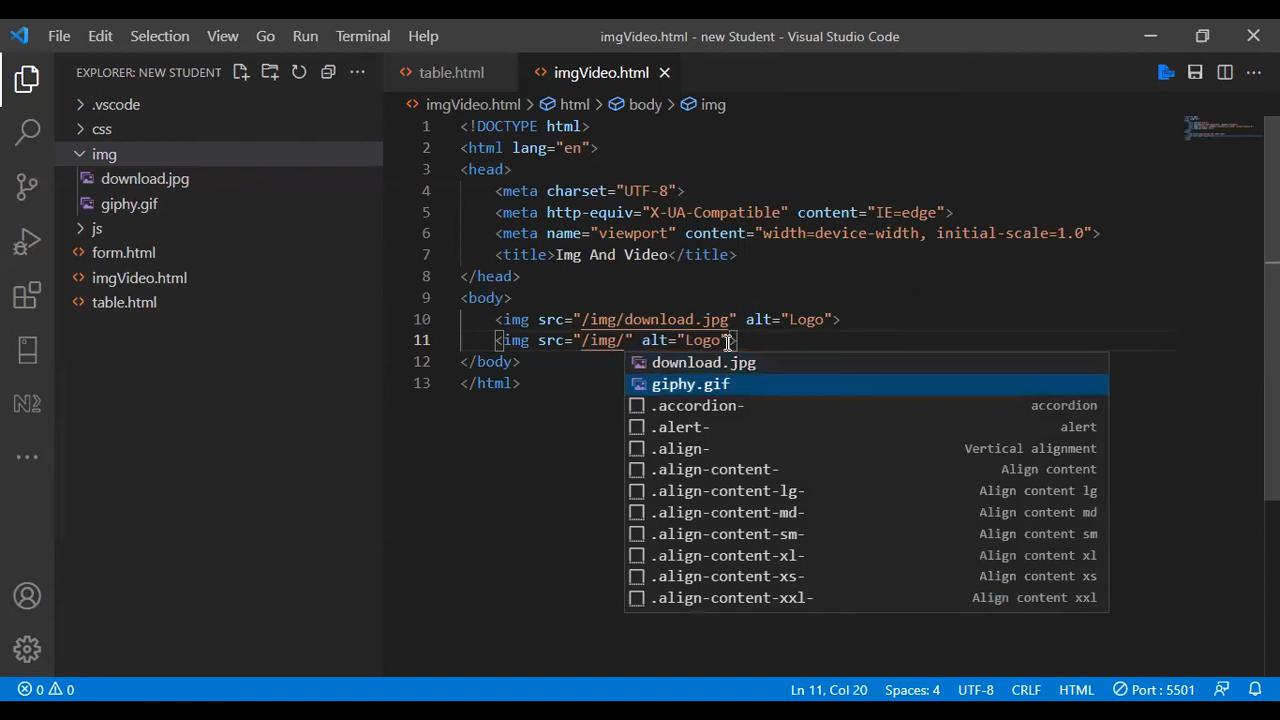 File Edit Selection View Go Run Terminal Help imgVideo.html - new Student - Visual Studio Code
EXPLORER: NEW STUDENT
.vscode
css
img
download.jpg
giphy.gif
js
form.html
imgVideo.html
table.html
table.html imgVideo.html
imgVideo.html > html > body > img
1 <!DOCTYPE html>
2 <html lang="en">
3 <head>
4 <meta charset="UTF-8">
5 <meta http-equiv="X-UA-Compatible" content="IE=edge">
6 <meta name="viewport" content="width=device-width, initial-scale=1.0">
7 <title>Img And Video</title>
8 </head>
9 <body>
10 <img src="/img/download.jpg" alt="Logo">
11 <img src="/img/" alt="Logo">
12 </body>
13 </html>
download.jpg
giphy.gif
.accordion- accordion
.alert- alert
.align- Vertical alignment
.align-content- Align content
.align-content-lg- Align content lg
.align-content-md- Align content md
.align-content-sm- Align content sm
.align-content-xl- Align content xl
.align-content-xs- Align content xs
.align-content-xxl- Align content xxl
0 0 Ln 11, Col 20 Spaces: 4 UTF-8 CRLF HTML Port : 5501